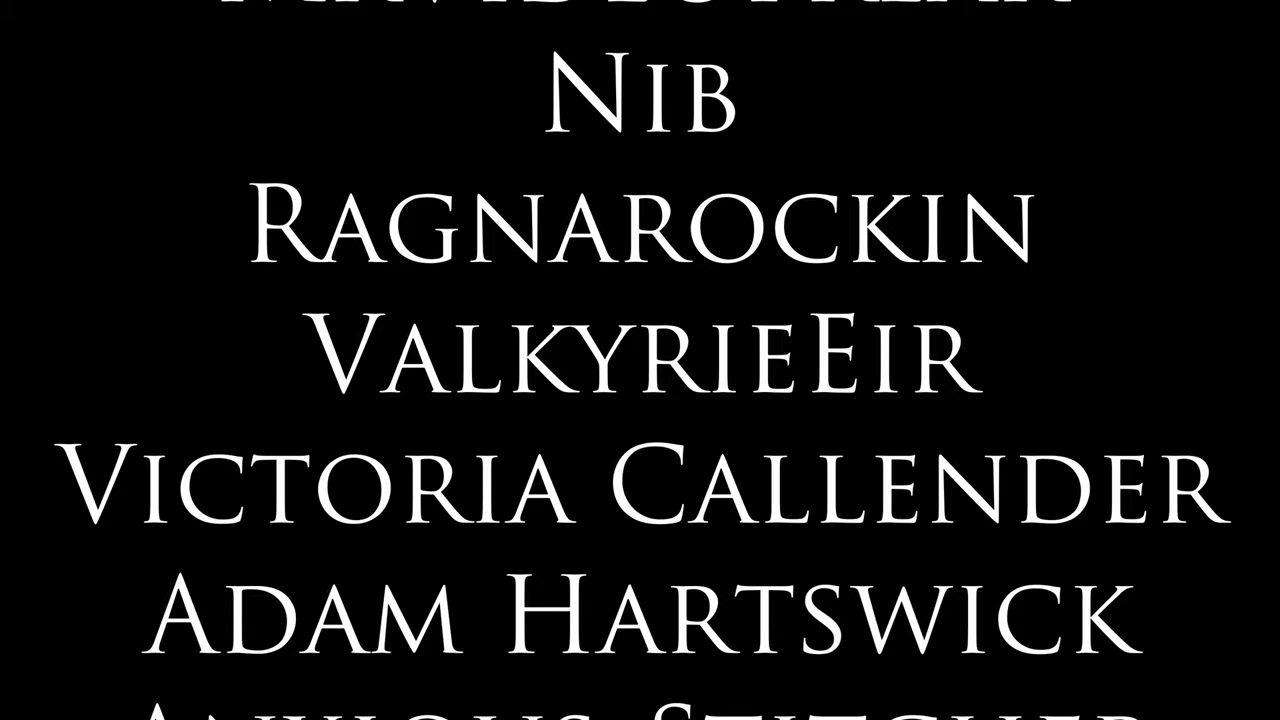 Nib
Ragnarockin
ValkyrieEir
Victoria Callender
Adam Hartswick